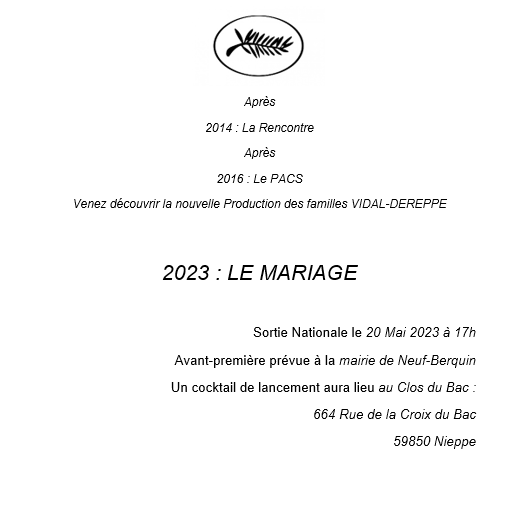 Après
2014 : La Rencontre
Après
2016 : Le PACS
Venez découvrir la nouvelle Production des familles VIDAL-DEREPPE
2023 : LE MARIAGE
Sortie Nationale le 20 Mai 2023 à 17h
Avant-première prévue à la mairie de Neuf-Berquin
Un cocktail de lancement aura lieu au Clos du Bac :
664 Rue de la Croix du Bac
59850 Nieppe